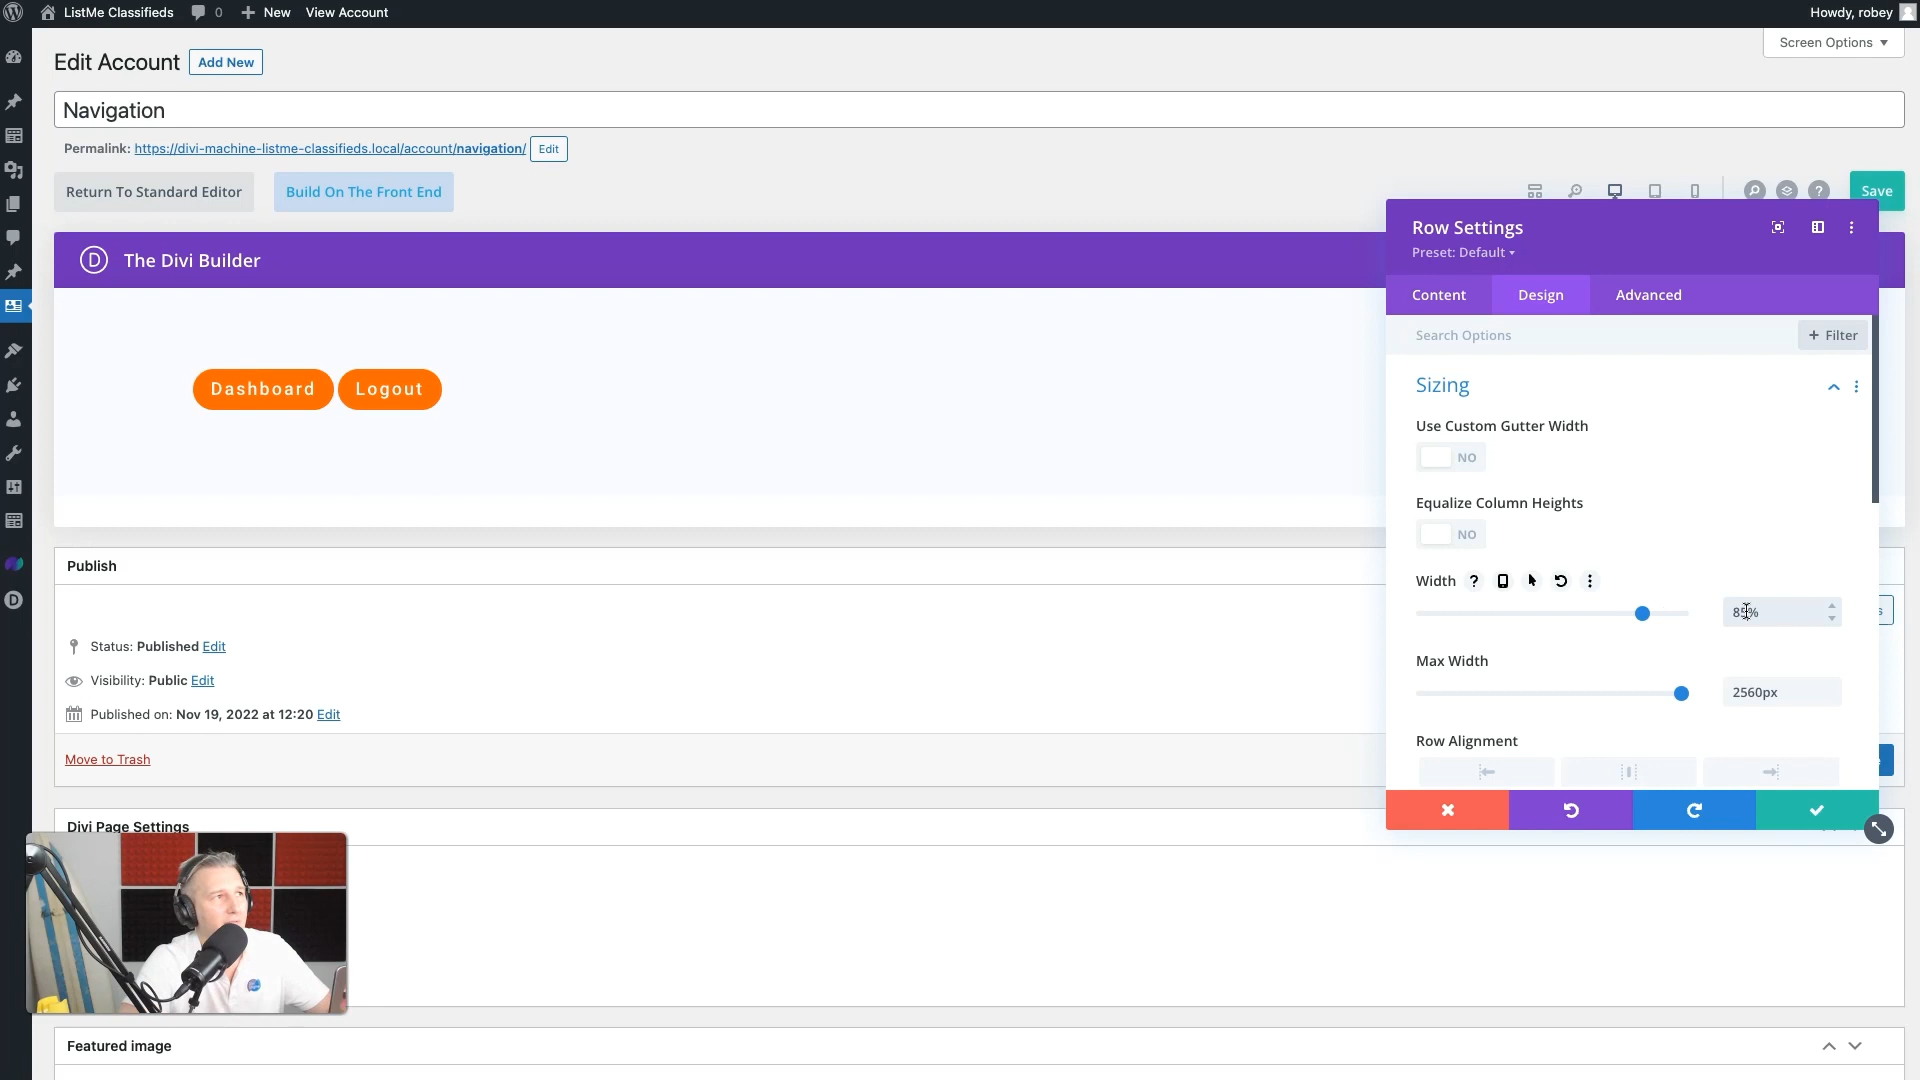 ListMe Classifieds 0 + New View Account Howdy, robey
Screen Options
Edit Account Add New
Navigation
Permalink: https://divi-machine-listme-classifieds.local/account/navigation/ Edit
Return To Standard Editor Build On The Front End ? Save
D The Divi Builder
Dashboard Logout
Row Settings
Preset: Default
Content Design Advanced
Search Options + Filter
Sizing
Use Custom Gutter Width
NO
Equalize Column Heights
NO
Width ?
Max Width
2560px
Row Alignment
Publish
Status: Published Edit
Visibility: Public Edit
Published on: Nov 19, 2022 at 12:20 Edit
Move to Trash
Divi Page Settings
Featured image